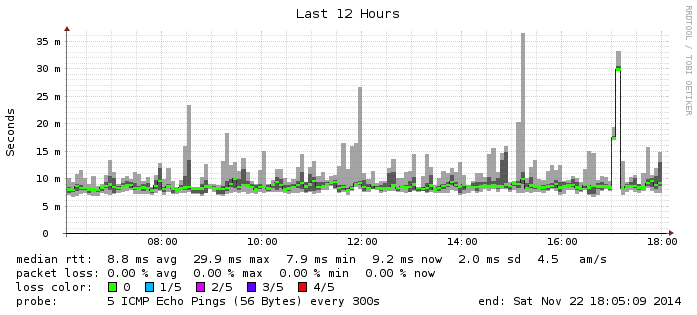 Last 12 Hours
RRDTOOL / TOBI OETIKER
Seconds
35 m
30 m
25 m
20 m
15 m
10 m
5 m
0
08:00 10:00 12:00 14:00 16:00 18:00
median rtt: 8.8 ms avg 29.9 ms max 7.9 ms min 9.2 ms now 2.0 ms sd 4.5 am/s
packet loss: 0.00 % avg 0.00 % max 0.00 % min 0.00 % now
loss color: 0 1/5 2/5 3/5 4/5
probe: 5 ICMP Echo Pings (56 Bytes) every 300s end: Sat Nov 22 18:05:09 2014